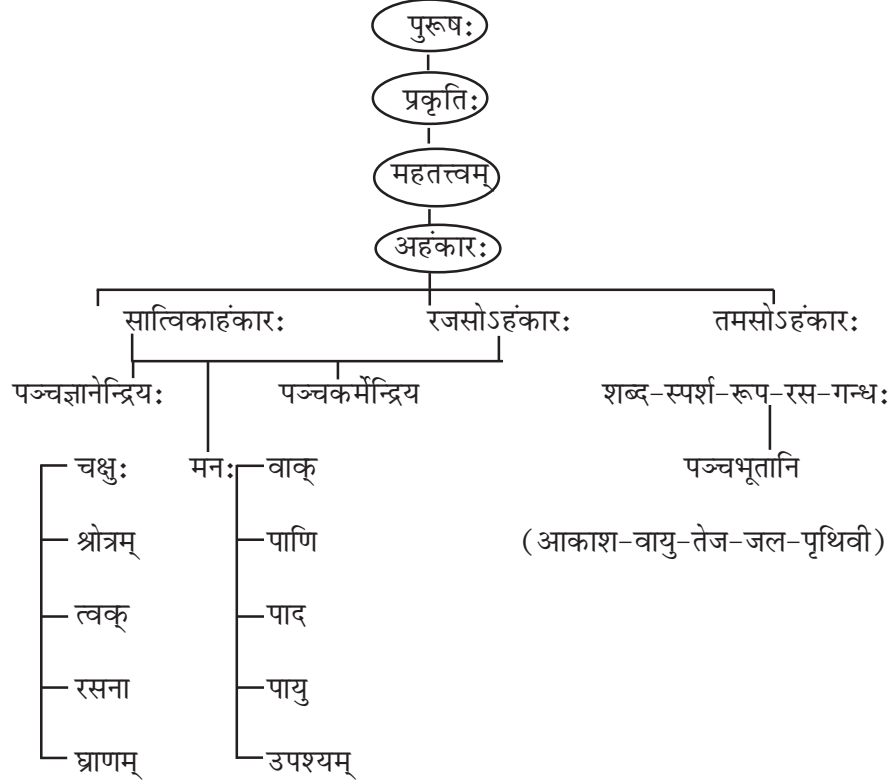 पुरूषः
प्रकृतिः
महतत्त्वम्
अहंकारः
सात्विकाहंकारः रजसोऽहंकारः तमसोऽहंकारः
पञ्चज्ञानेन्द्रियः पञ्चकर्मेन्द्रिय शब्द-स्पर्श-रूप-रस-गन्धः
चक्षुः मनः वाक् पञ्चभूतानि
श्रोत्रम् पाणि (आकाश-वायु-तेज-जल-पृथिवी)
त्वक् पाद
रसना पायु
घ्राणम् उपश्यम्